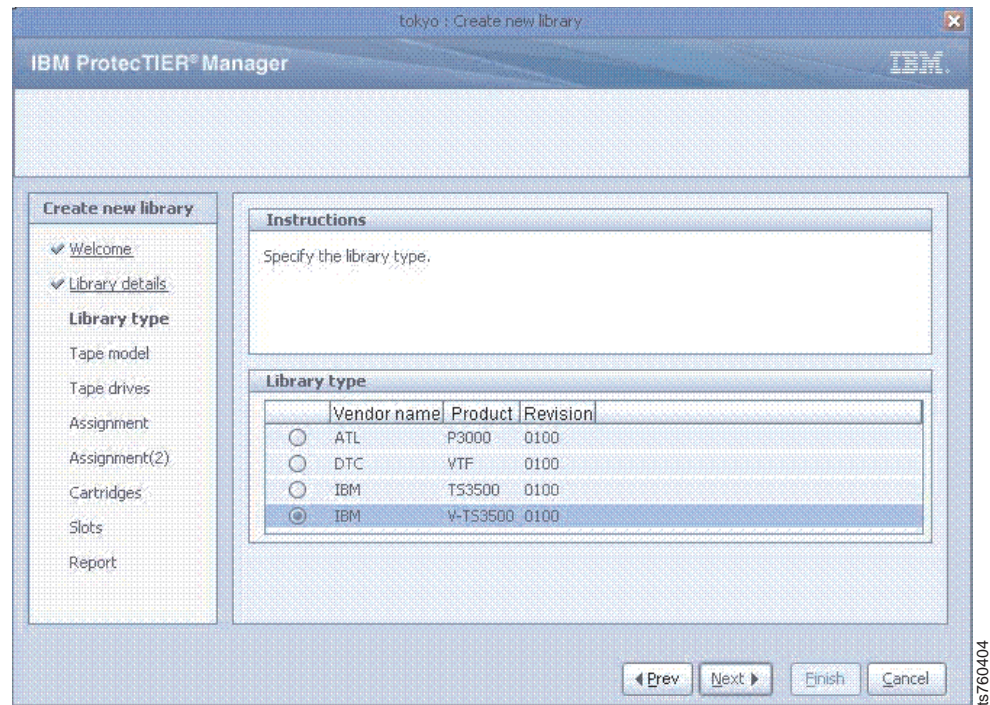 tokyo : Create new library
IBM ProtecTIER® Manager
IBM.
Create new library
Welcome
Library details
Library type
Tape model
Tape drives
Assignment
Assignment(2)
Cartridges
Slots
Report
Instructions
Specify the library type.
Library type
Vendor name Product Revision
ATL P3000 0100
DTC VTF 0100
IBM TS3500 0100
IBM V-TS3500 0100
Prev Next Finish Cancel
ts760404